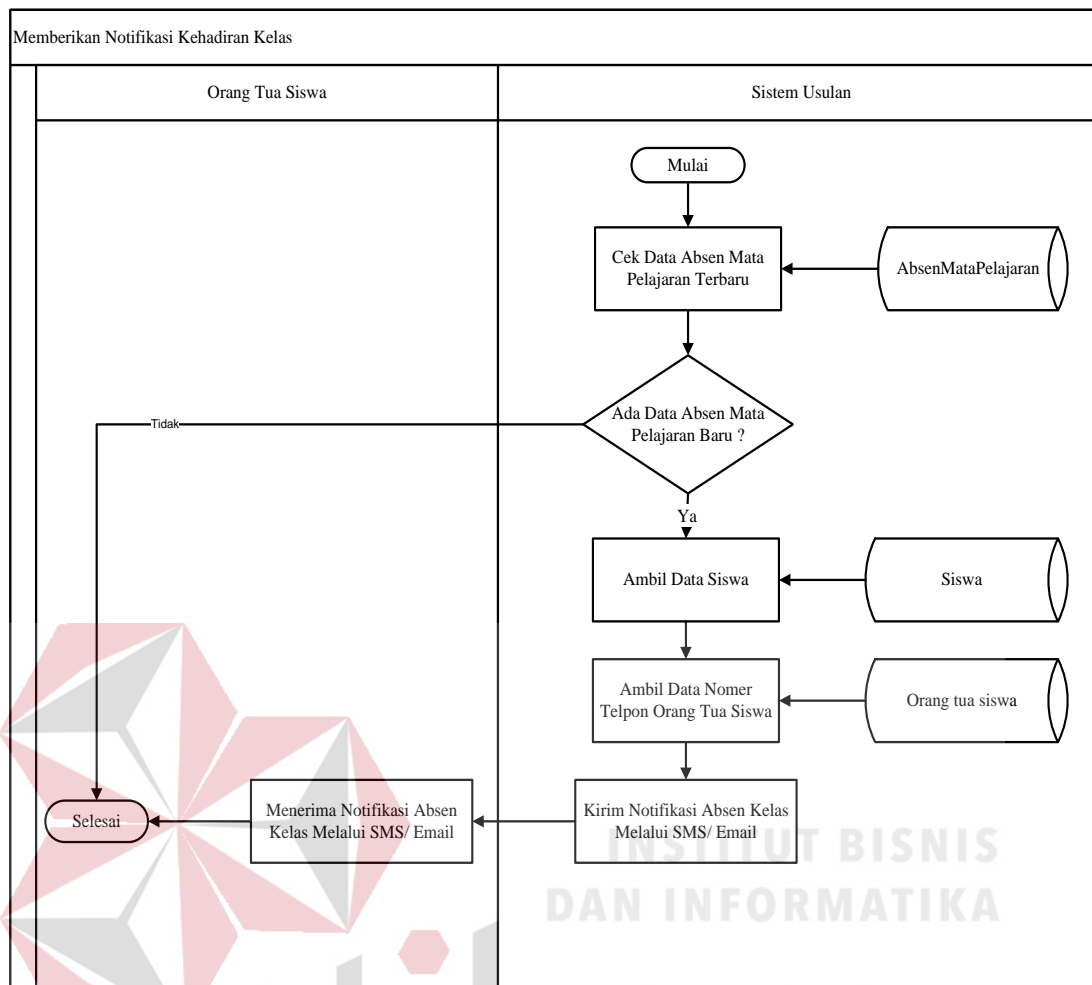 Memberikan Notifikasi Kehadiran Kelas
Orang Tua Siswa
Sistem Usulan
Mulai
Cek Data Absen Mata
Pelajaran Terbaru
AbsenMataPelajaran
Ada Data Absen Mata
Pelajaran Baru ?
Tidak
Ya
Ambil Data Siswa
Siswa
Ambil Data Nomer
Telpon Orang Tua Siswa
Orang tua siswa
Selesai
Menerima Notifikasi Absen
Kelas Melalui SMS/ Email
Kirim Notifikasi Absen Kelas
Melalui SMS/ Email
INSTITUT BISNIS
DAN INFORMATIKA